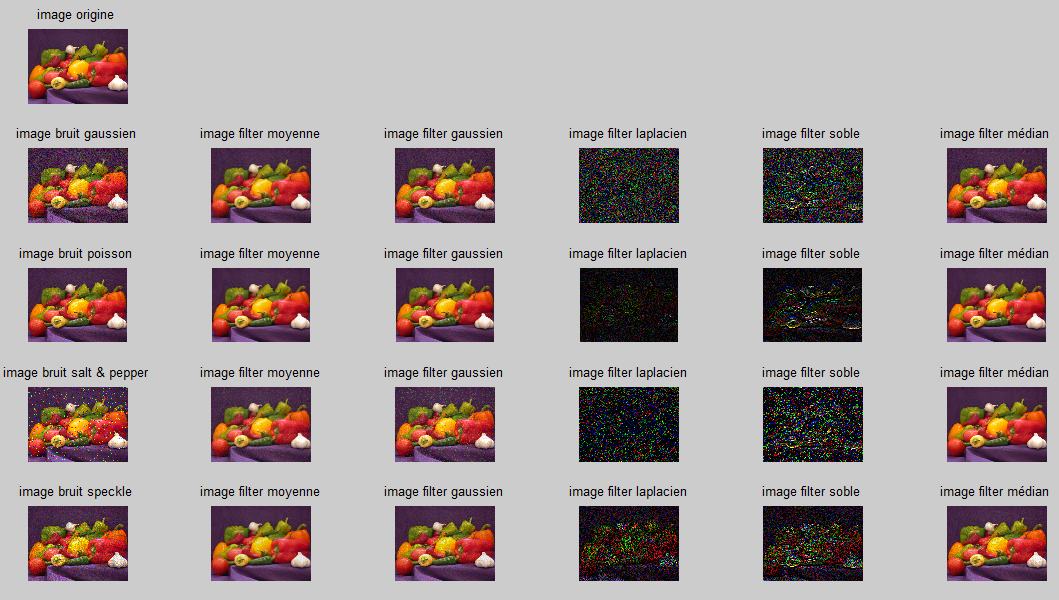 image origine
image bruit gaussien image filter moyenne image filter gaussien image filter laplacien image filter soble image filter médian
image bruit poisson image filter moyenne image filter gaussien image filter laplacien image filter soble image filter médian
image bruit salt & pepper image filter moyenne image filter gaussien image filter laplacien image filter soble image filter médian
image bruit speckle image filter moyenne image filter gaussien image filter laplacien image filter soble image filter médian